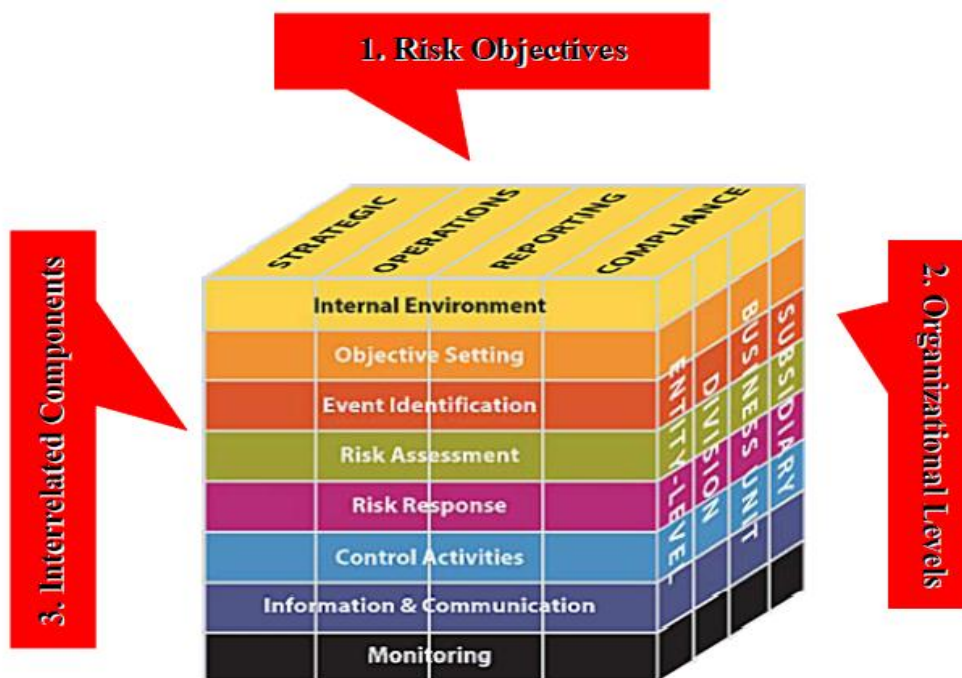 1. Risk Objectives
STRATEGIC
OPERATIONS
REPORTING
COMPLIANCE
3. Interrelated Components
Internal Environment
Objective Setting
Event Identification
Risk Assessment
Risk Response
Control Activities
Information & Communication
Monitoring
ENTITY-LEVEL
DIVISION
BUSINESS UNIT
SUBSIDIARY
2. Organizational Levels